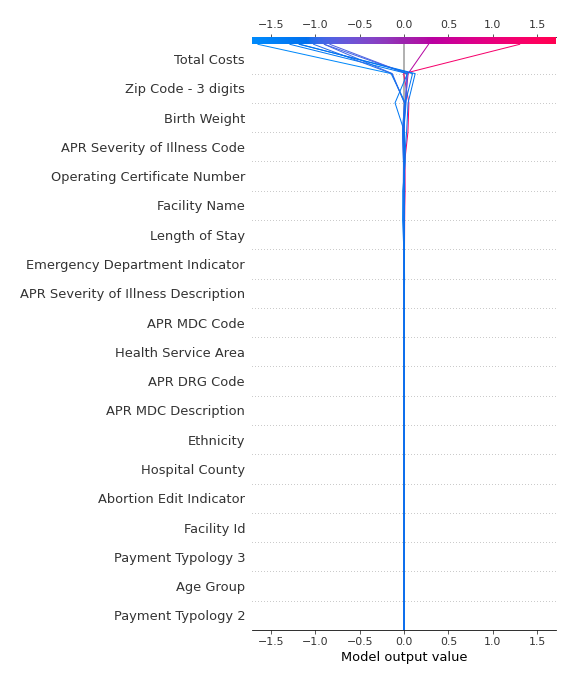 −1.5 −1.0 −0.5 0.0 0.5 1.0 1.5
Total Costs
Zip Code - 3 digits
Birth Weight
APR Severity of Illness Code
Operating Certificate Number
Facility Name
Length of Stay
Emergency Department Indicator
APR Severity of Illness Description
APR MDC Code
Health Service Area
APR DRG Code
APR MDC Description
Ethnicity
Hospital County
Abortion Edit Indicator
Facility Id
Payment Typology 3
Age Group
Payment Typology 2
−1.5 −1.0 −0.5 0.0 0.5 1.0 1.5
Model output value